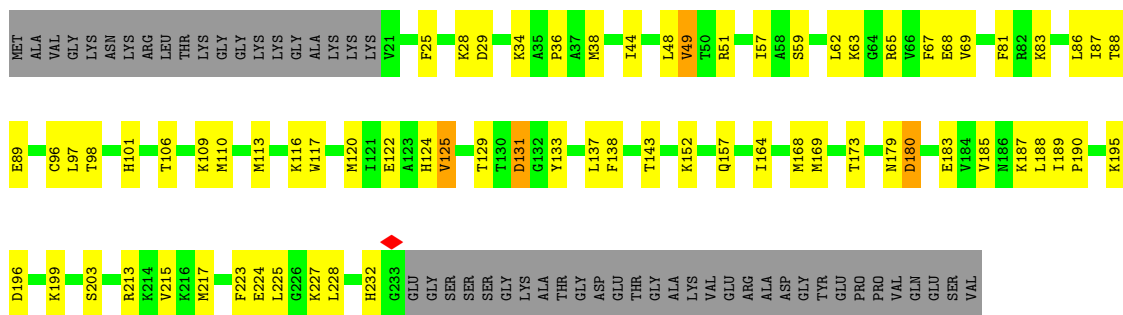 MET ALA VAL GLY LYS ASN LYS ARG LEU THR LYS GLY GLY LYS LYS GLY ALA LYS LYS LYS V21 F25 K28 D29 K34 A35 P36 A37 M38 I44 L48 V49 T50 R51 I57 A58 S59 L62 K63 G64 R65 V66 F67 E68 V69 F81 R82 K83 L86 I87 T88
E89 C96 L97 T98 H101 T106 K109 M110 M113 K116 W117 M120 I121 E122 A123 H124 V125 T129 T130 D131 G132 Y133 L137 F138 T143 K152 Q157 I164 M168 M169 T173 N179 D180 E183 V184 V185 N186 K187 L188 I189 P190 K195
D196 K199 S203 R213 K214 V215 K216 M217 F223 E224 L225 G226 K227 L228 H232 G233 GLU GLY SER SER SER GLY LYS ALA THR GLY ASP GLU THR GLY ALA LYS VAL GLU ARG ALA ASP GLY TYR GLU PRO PRO VAL GLN GLU SER VAL